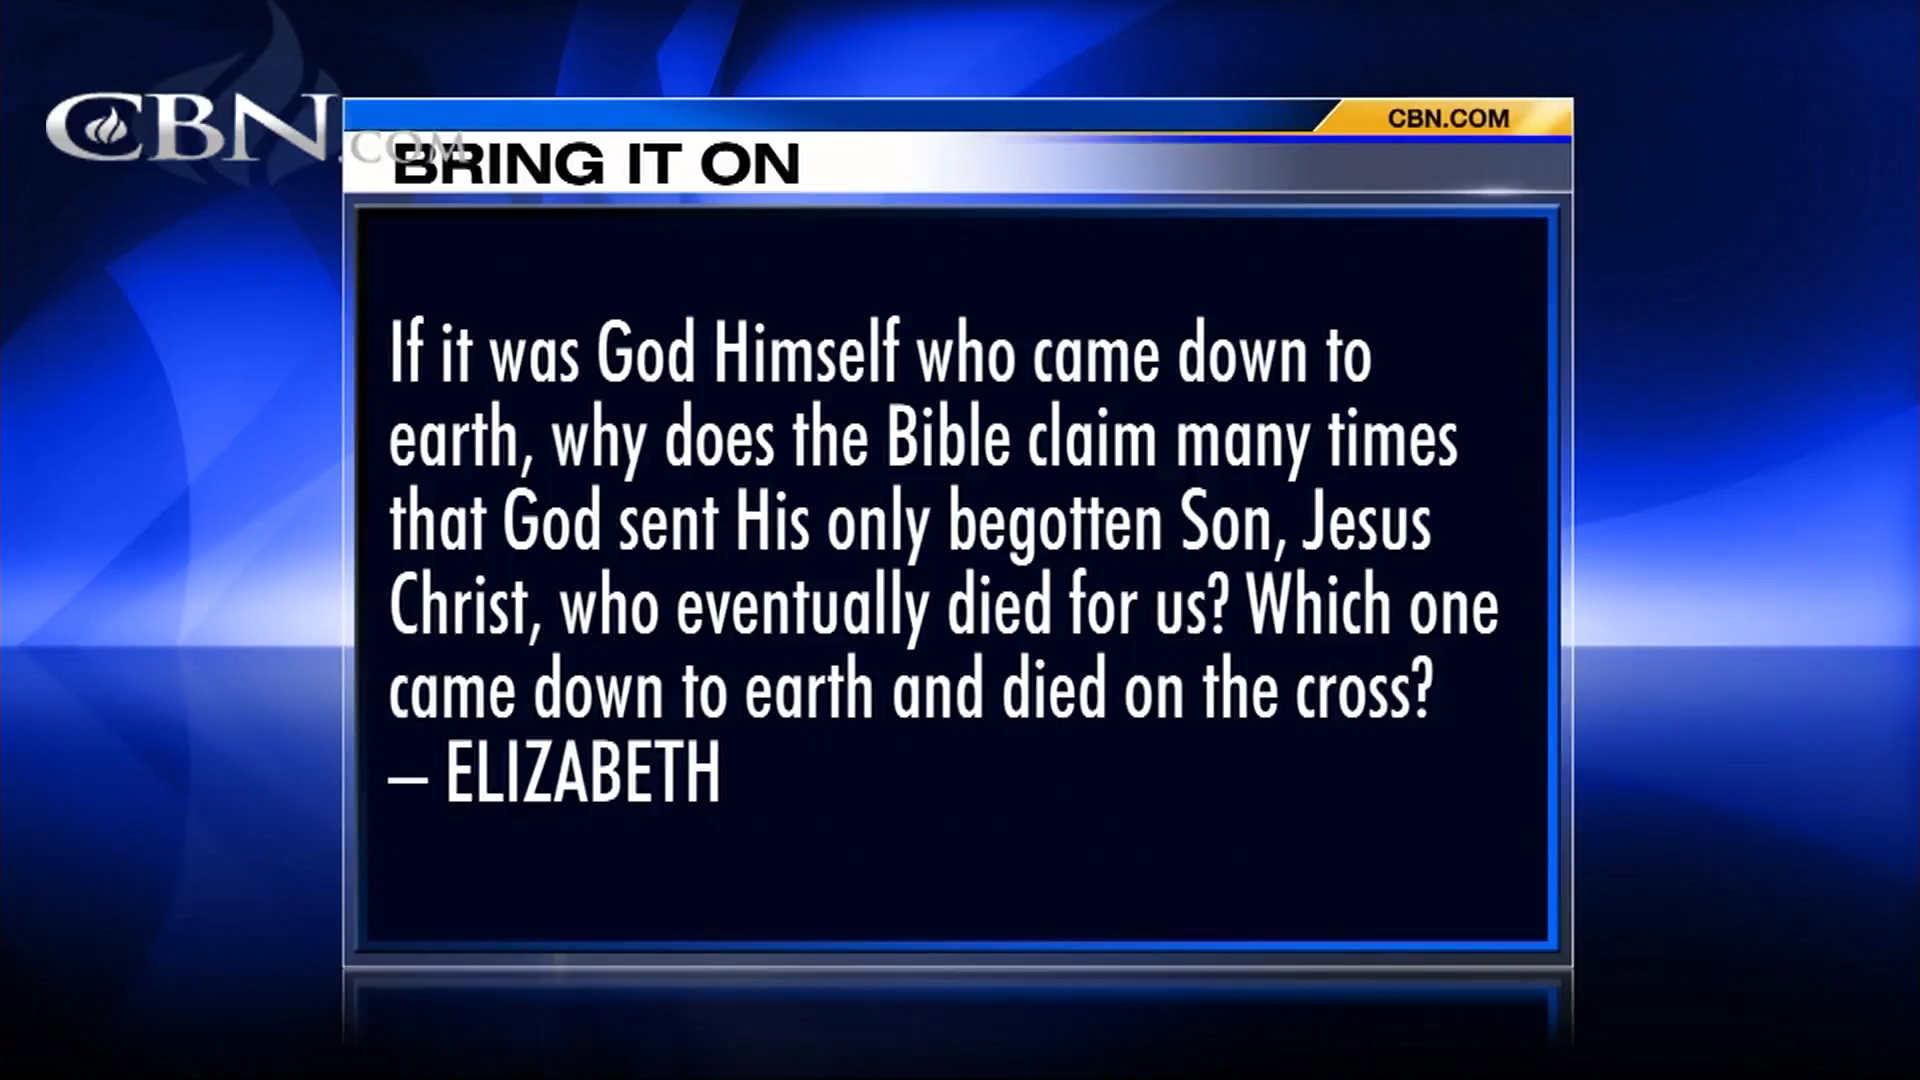 CBN.COM
CBN.COM
BRING IT ON
If it was God Himself who came down to
earth, why does the Bible claim many times
that God sent His only begotten Son, Jesus
Christ, who eventually died for us? Which one
came down to earth and died on the cross?
– ELIZABETH